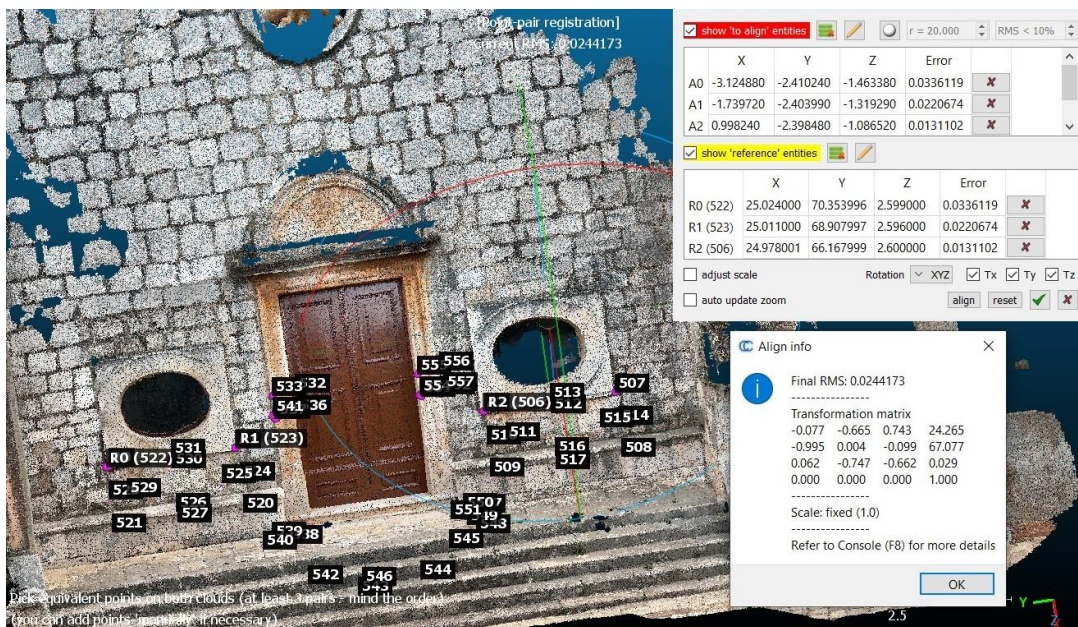 [Point-pair registration]
current RMS: 0.0244173
show 'to align' entities
r = 20.000
RMS < 10%
X Y Z Error
A0 -3.124880 -2.410240 -1.463380 0.0336119
A1 -1.739720 -2.403990 -1.319290 0.0220674
A2 0.998240 -2.398480 -1.086520 0.0131102
show 'reference' entities
X Y Z Error
R0 (522) 25.024000 70.353996 2.599000 0.0336119
R1 (523) 25.011000 68.907997 2.596000 0.0220674
R2 (506) 24.978001 66.167999 2.600000 0.0131102
adjust scale
Rotation XYZ Tx Ty Tz
auto update zoom
align reset
Align info
Final RMS: 0.0244173
---------------
Transformation matrix
-0.077 -0.665 0.743 24.265
-0.995 0.004 -0.099 67.077
0.062 -0.747 -0.662 0.029
0.000 0.000 0.000 1.000
---------------
Scale: fixed (1.0)
---------------
Refer to Console (F8) for more details
OK
556
557
507
533
541
R2 (506)
513
512
515
511
508
R1 (523)
531
R0 (522)
516
517
509
525
529
526
527
520
521
551
545
540
542
546
544
Pick equivalent points on both clouds (at least 3 pairs - mind the order)
(you can add points 'manually' if necessary)
2.5
Y
Z